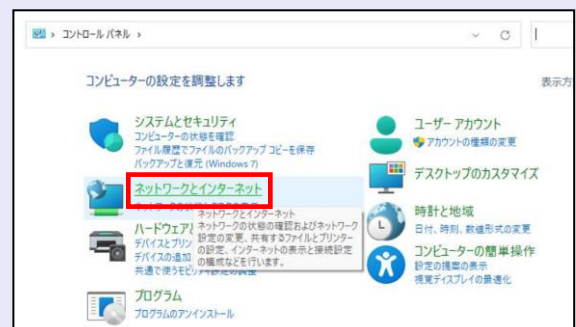 コントロール パネル
コンピューターの設定を調整します
表示方
システムとセキュリティ
コンピューターの状態を確認
ファイル履歴でファイルのバックアップ コピーを保存
バックアップと復元 (Windows 7)
ネットワークとインターネット
ネットワークとインターネット
ネットワークの状態の確認およびネットワーク
設定の変更、共有するファイルとプリンター
の設定、インターネットの表示と接続設定
の構成などを行います。
ハードウェアと
デバイスとプリン
デバイスの追加
共通で使うモビリティ設定の調整
プログラム
プログラムのアンインストール
ユーザー アカウント
アカウントの種類の変更
デスクトップのカスタマイズ
時計と地域
日付、時刻、数値形式の変更
コンピューターの簡単操作
設定の提案の表示
視覚ディスプレイの最適化